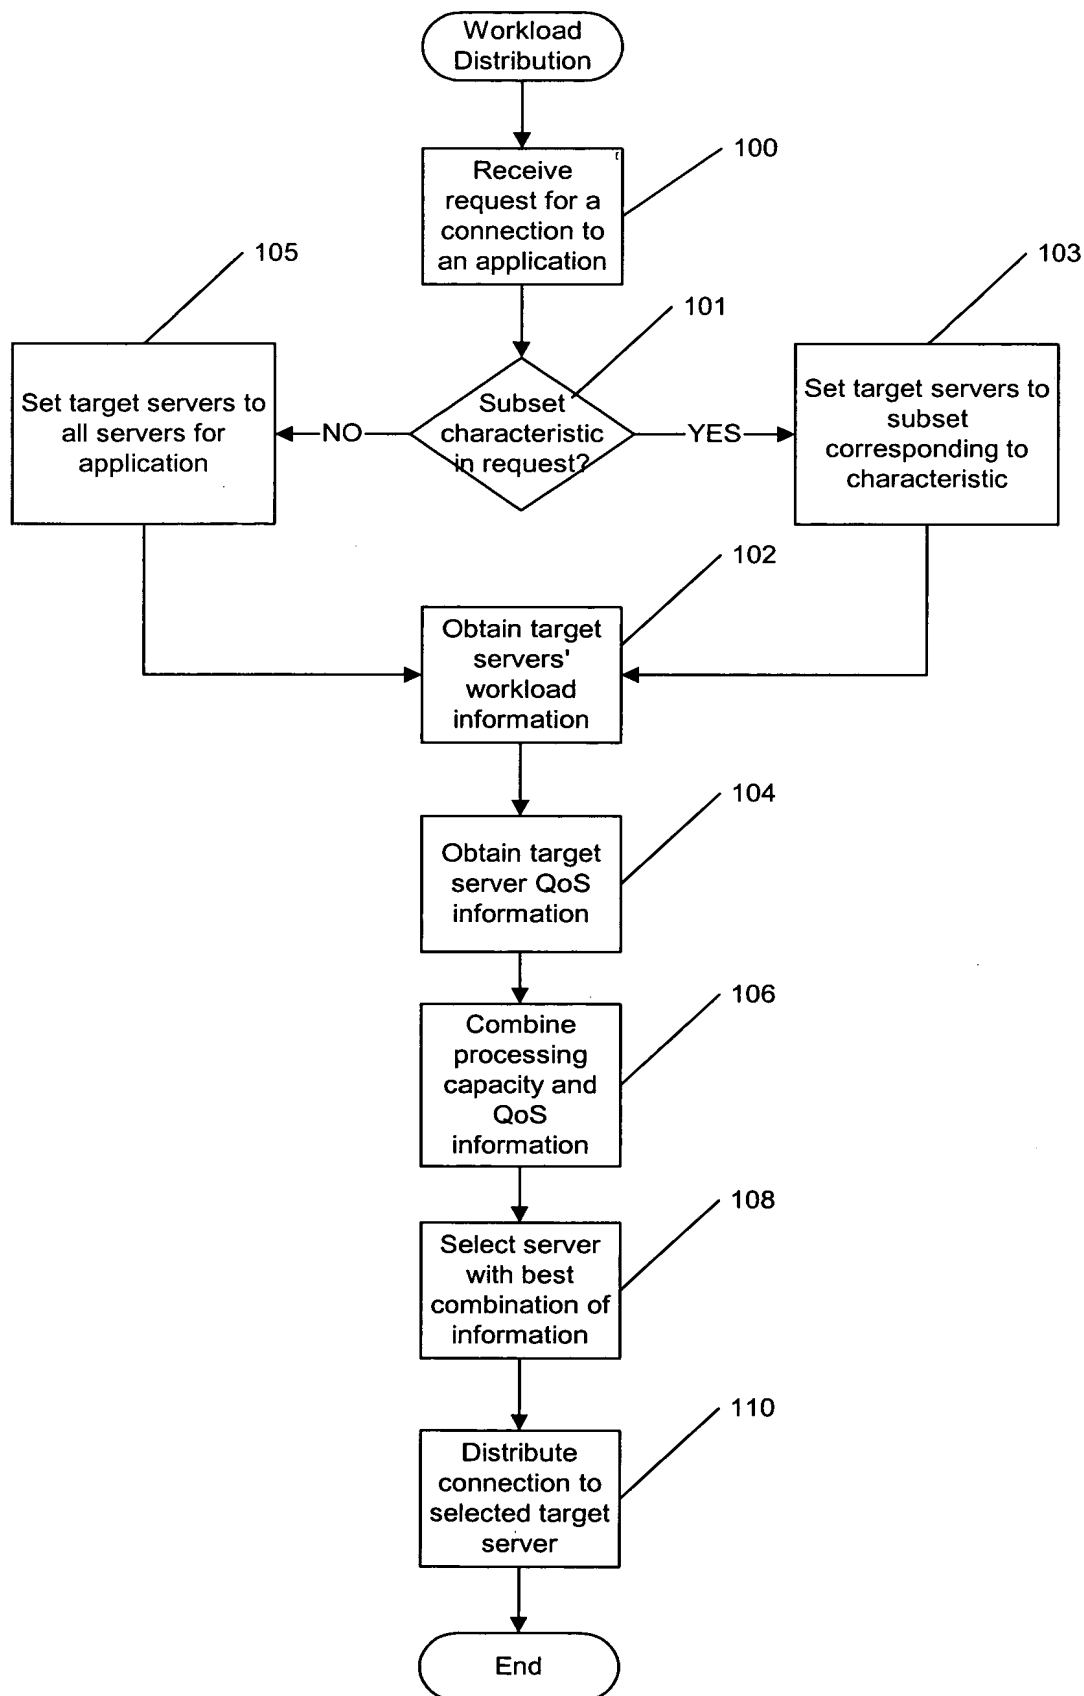 Workload
Distribution
100
Receive
request for a
connection to
an application
105
103
101
Set target servers to
all servers for
application
NO
Subset
characteristic
in request?
YES
Set target servers to
subset
corresponding to
characteristic
102
Obtain target
servers'
workload
information
104
Obtain target
server QoS
information
106
Combine
processing
capacity and
QoS
information
108
Select server
with best
combination of
information
110
Distribute
connection to
selected target
server
End